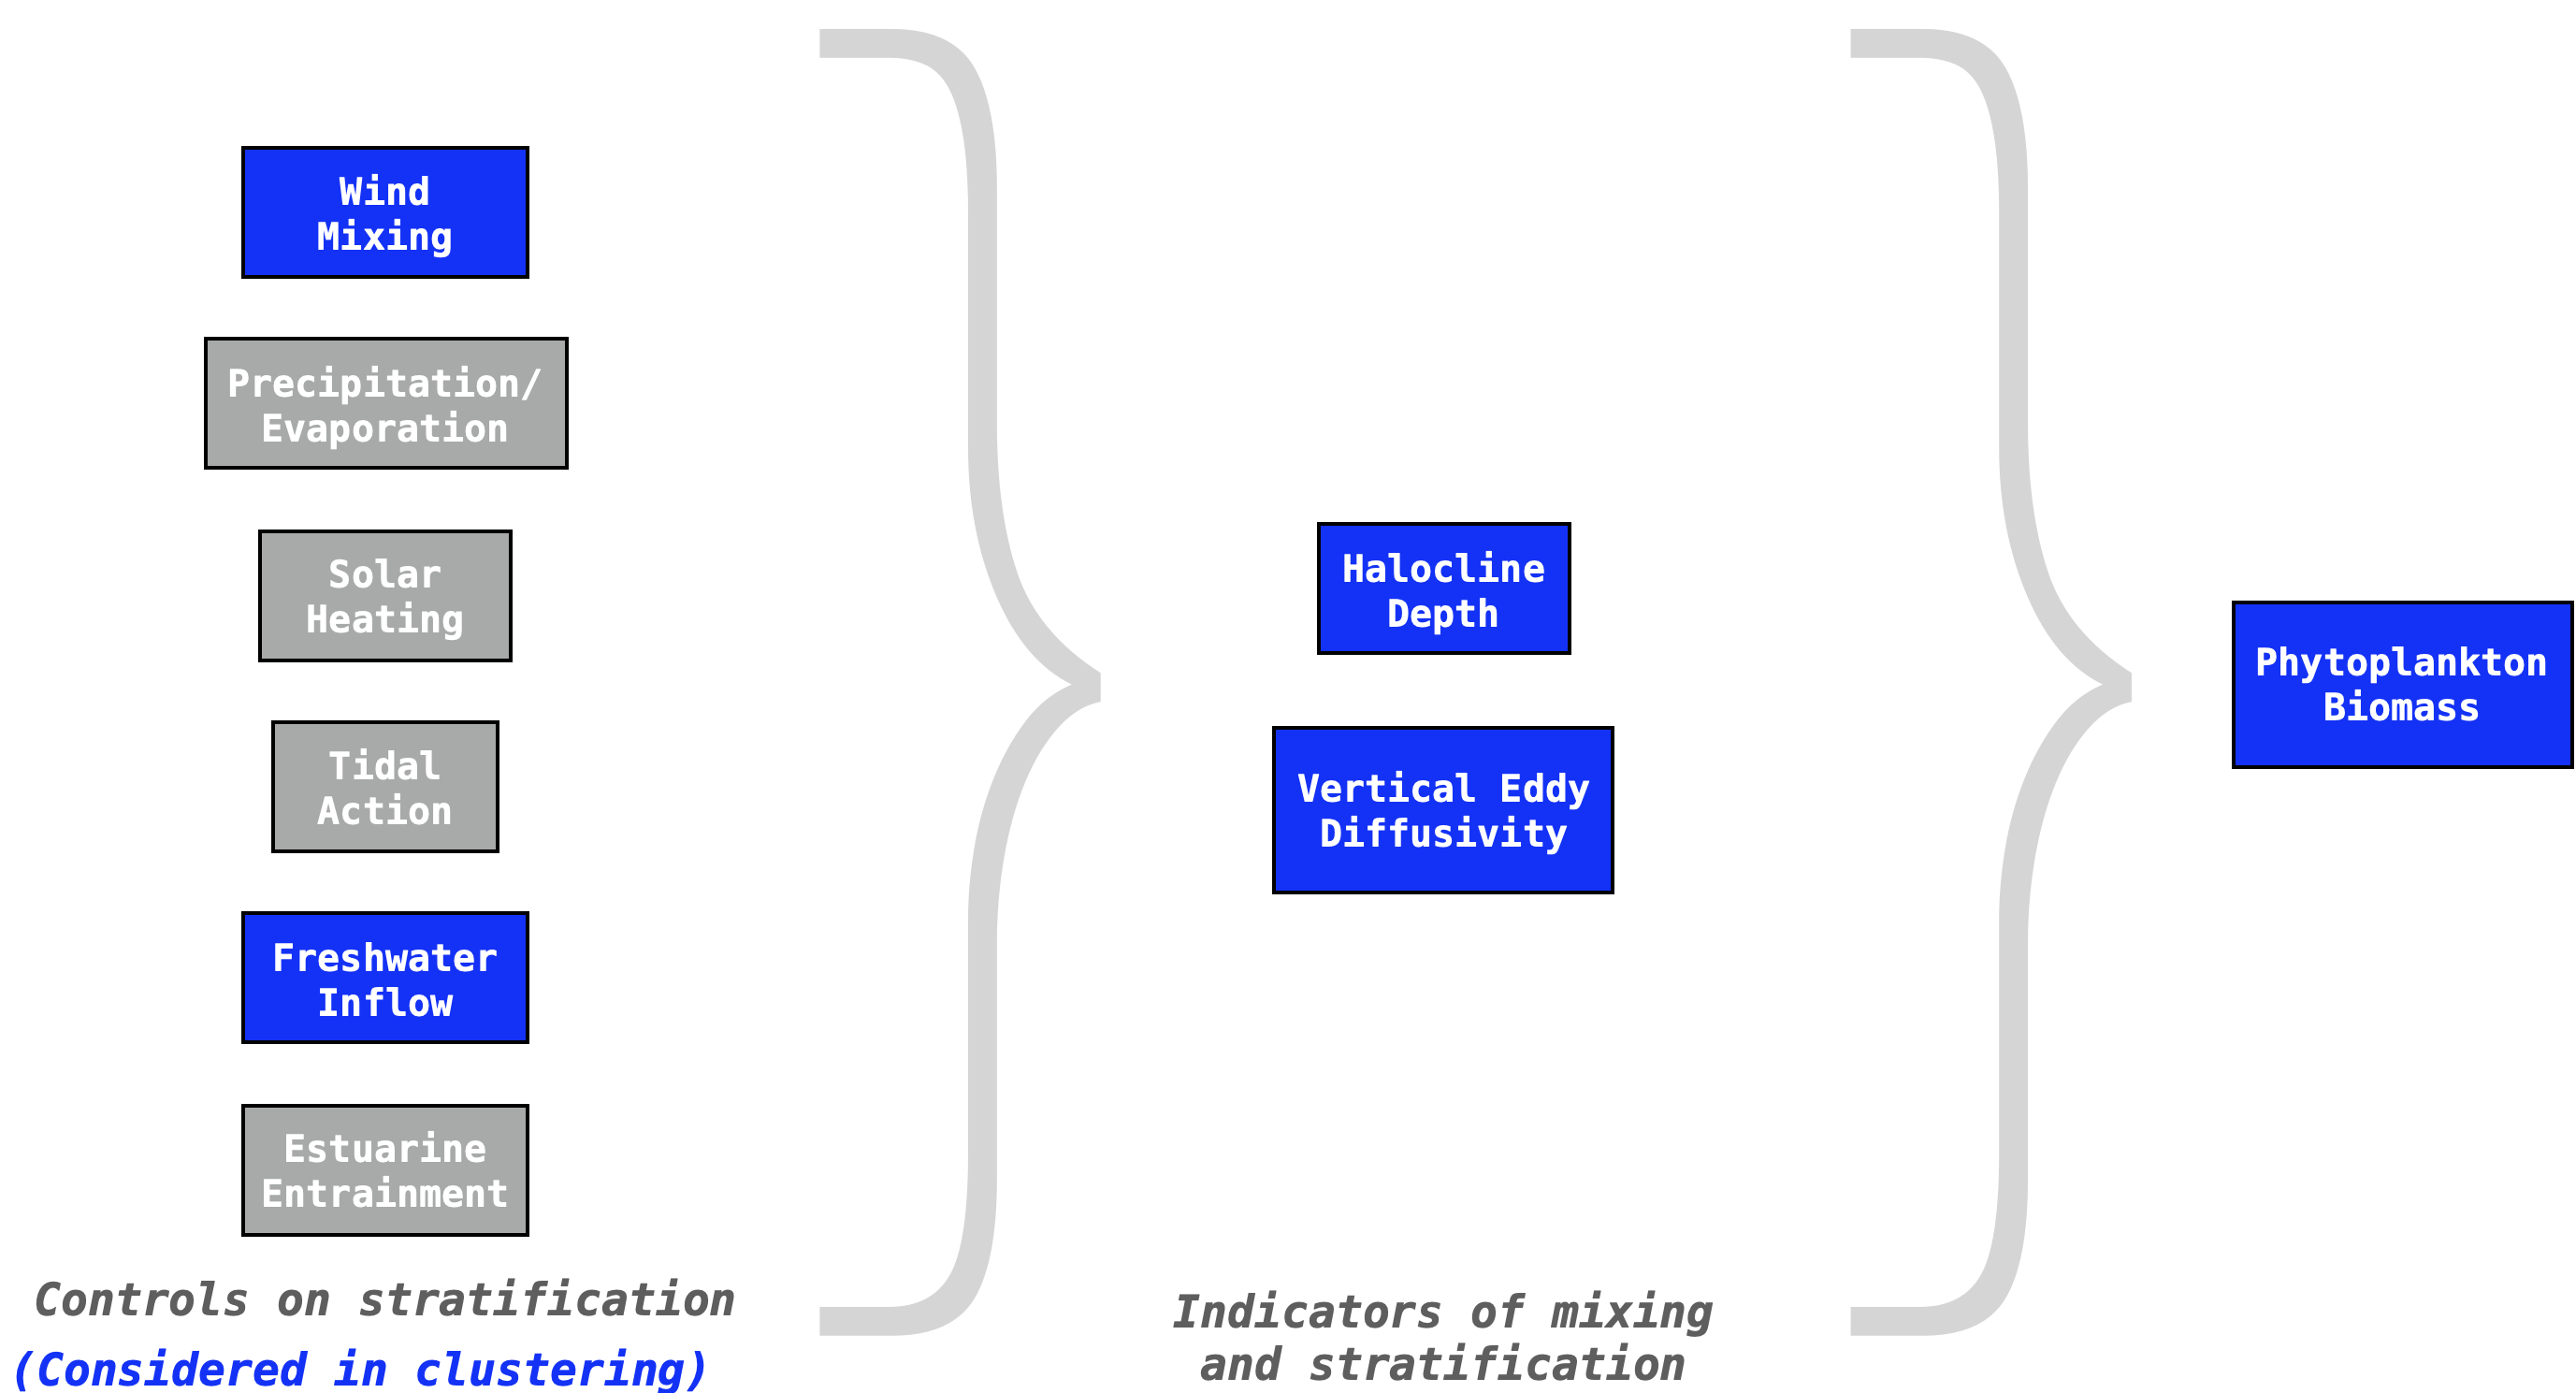 Wind
Mixing
Precipitation/
Evaporation
Solar
Heating
Tidal
Action
Freshwater
Inflow
Estuarine
Entrainment
Controls on stratification
(Considered in clustering)
Halocline
Depth
Vertical Eddy
Diffusivity
Indicators of mixing
and stratification
Phytoplankton
Biomass